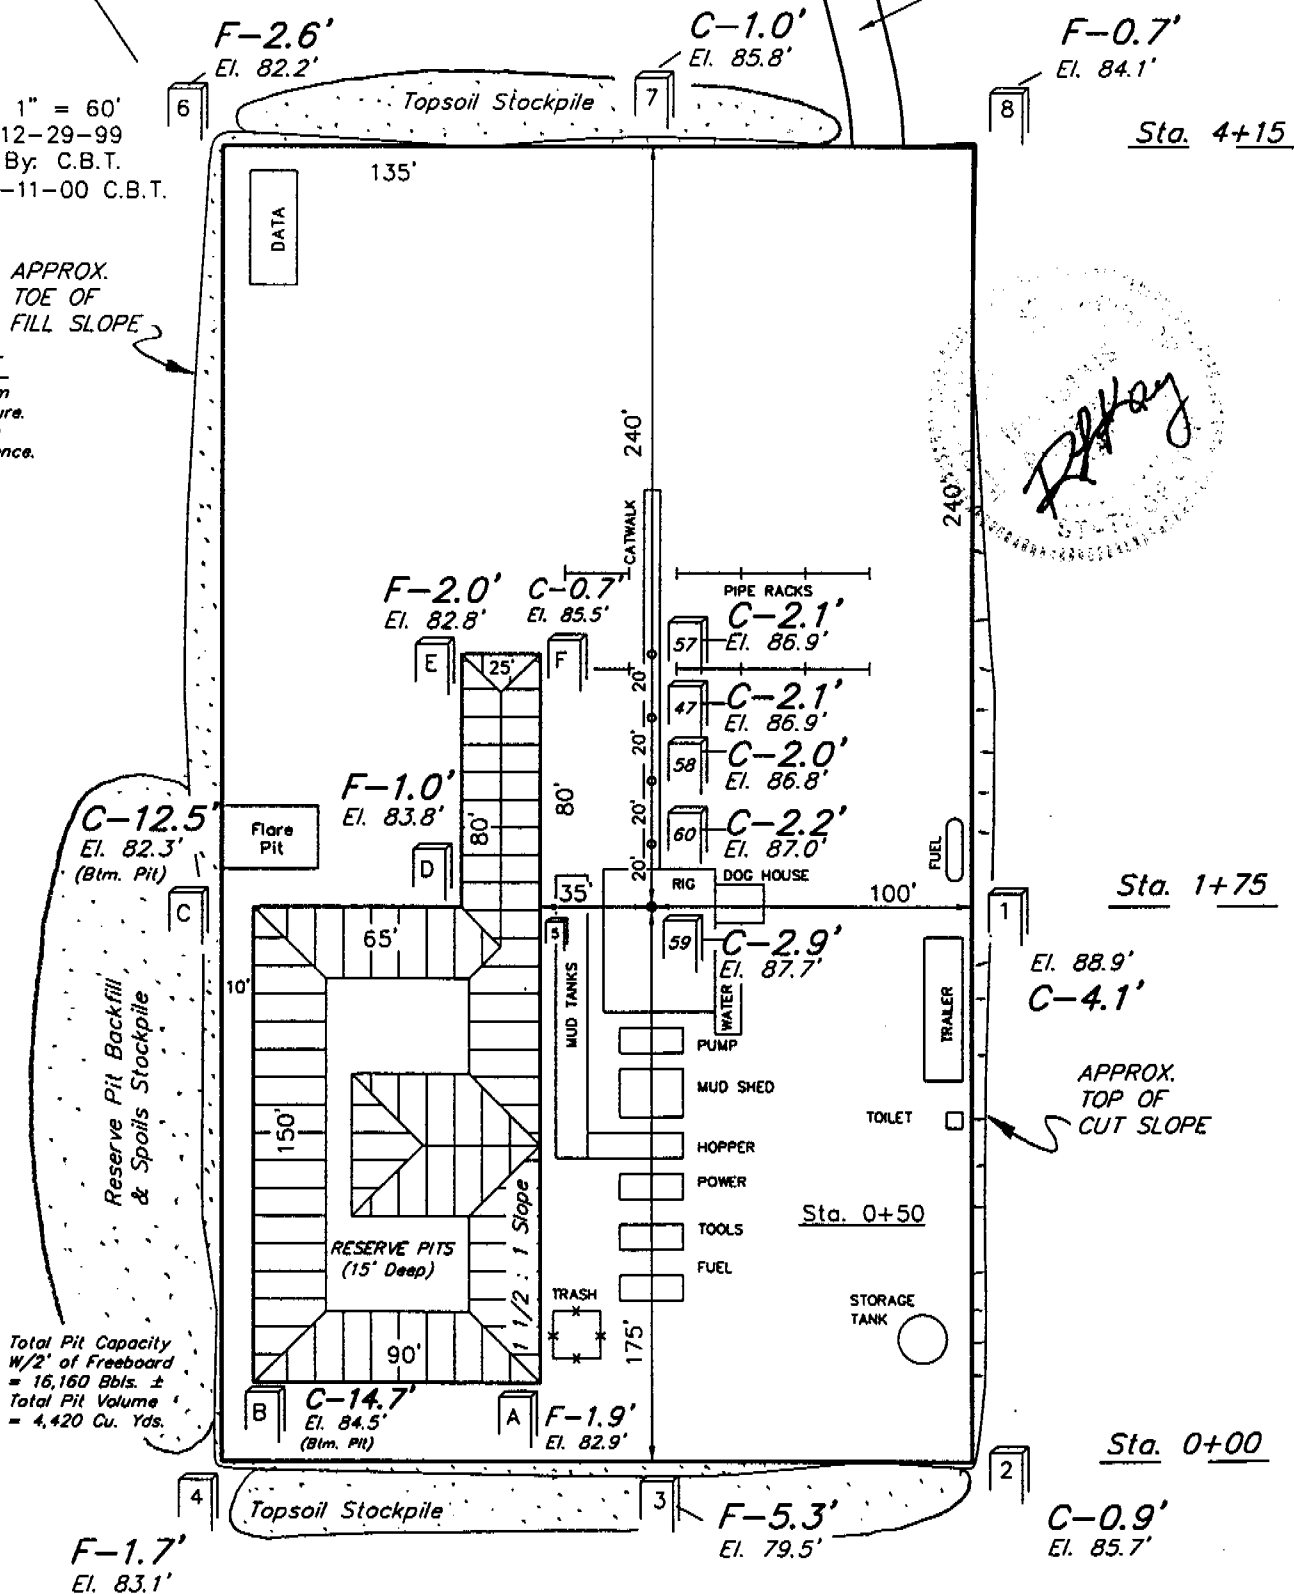 F-2.6'
El. 82.2'
C-1.0'
El. 85.8'
F-0.7'
El. 84.1'
6
7
8
Topsoil Stockpile
1" = 60'
12-29-99
By: C.B.T.
-11-00 C.B.T.
Sta. 4+15
135'
DATA
APPROX.
TOE OF
FILL SLOPE
ure.
ence.
240'
240'
CATWALK
PIPE RACKS
F-2.0'
El. 82.8'
C-0.7'
El. 85.5'
E
25'
F
57
C-2.1'
El. 86.9'
47
C-2.1'
El. 86.9'
58
C-2.0'
El. 86.8'
60
C-2.2'
El. 87.0'
20'
20'
20'
20'
F-1.0'
El. 83.8'
80'
80'
D
C-12.5'
El. 82.3'
(Btm. Pit)
Flare
Pit
C
FUEL
RIG
DOG HOUSE
35'
100'
1
Sta. 1+75
El. 88.9'
C-4.1'
59
C-2.9'
El. 87.7'
65'
10'
MUD TANKS
WATER
TRAILER
PUMP
MUD SHED
HOPPER
POWER
TOOLS
FUEL
TOILET
APPROX.
TOP OF
CUT SLOPE
Reserve Pit Backfill
& Spoils Stockpile
150'
RESERVE PITS
(15' Deep)
1 1/2 : 1 Slope
Sta. 0+50
TRASH
STORAGE
TANK
90'
175'
Total Pit Capacity
W/2' of Freeboard
= 16,160 Bbls. ±
Total Pit Volume
= 4,420 Cu. Yds.
B
C-14.7'
El. 84.5'
(Btm. Pit)
A
F-1.9'
El. 82.9'
Sta. 0+00
4
Topsoil Stockpile
3
2
F-5.3'
El. 79.5'
C-0.9'
El. 85.7'
F-1.7'
El. 83.1'